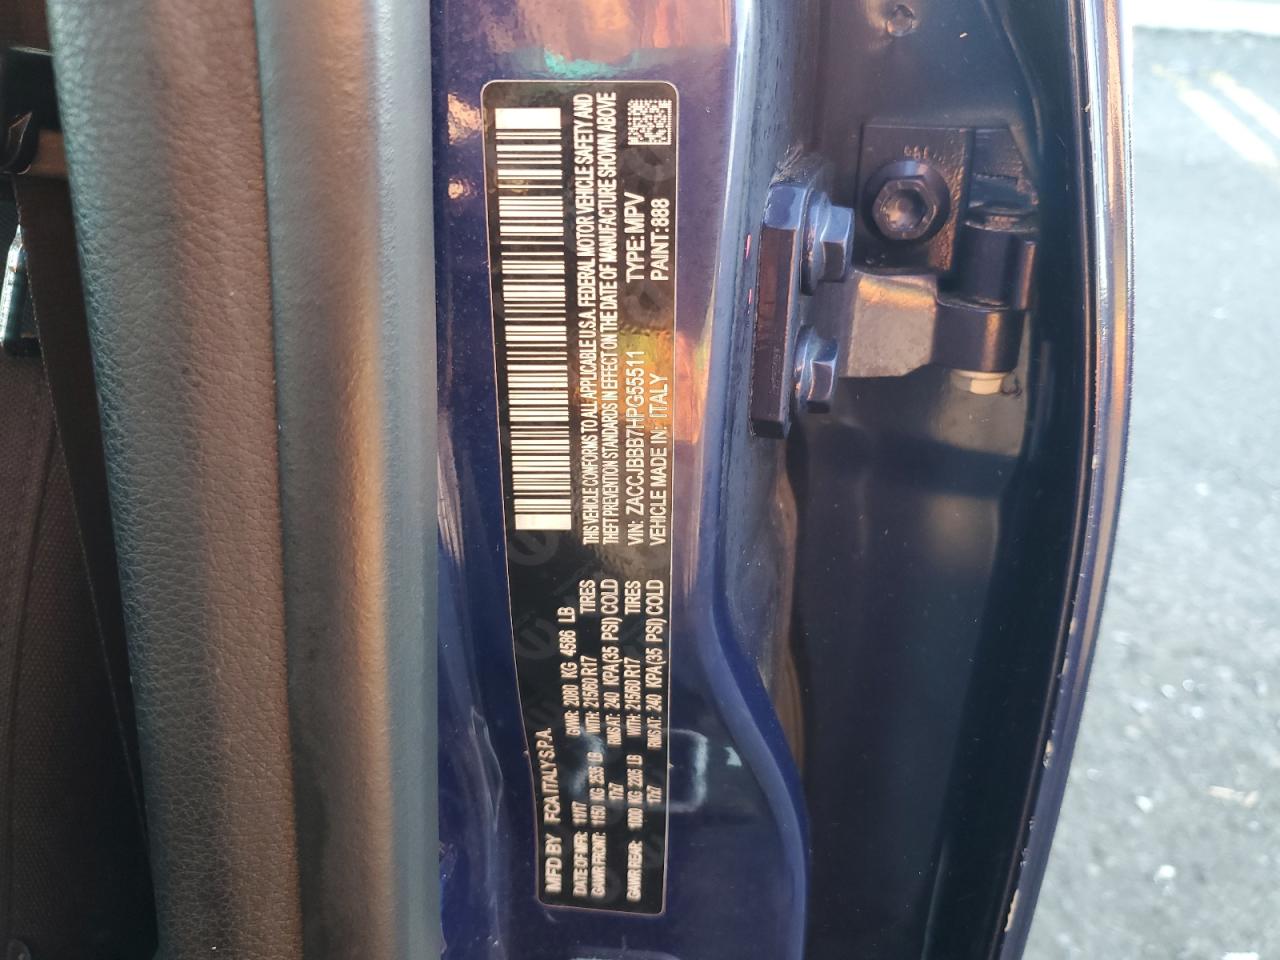 MFD BY FCA ITALY S.P.A.
DATE OF MFR: 11/17 GVWR: 2080 KG 4586 LB
GAWR FRONT: 1150 KG 2535 LB WITH: 215/60 R17 TIRES
17x7 RIMS AT: 240 KPA(35 PSI) COLD
GAWR REAR: 1000 KG 2205 LB WITH: 215/60 R17 TIRES
17x7 RIMS AT: 240 KPA(35 PSI) COLD
THIS VEHICLE CONFORMS TO ALL APPLICABLE U.S.A. FEDERAL MOTOR VEHICLE SAFETY AND
THEFT PREVENTION STANDARDS IN EFFECT ON THE DATE OF MANUFACTURE SHOWN ABOVE
VIN: ZACCJBBB7HPG55511 TYPE: MPV
VEHICLE MADE IN: ITALY PAINT: 888